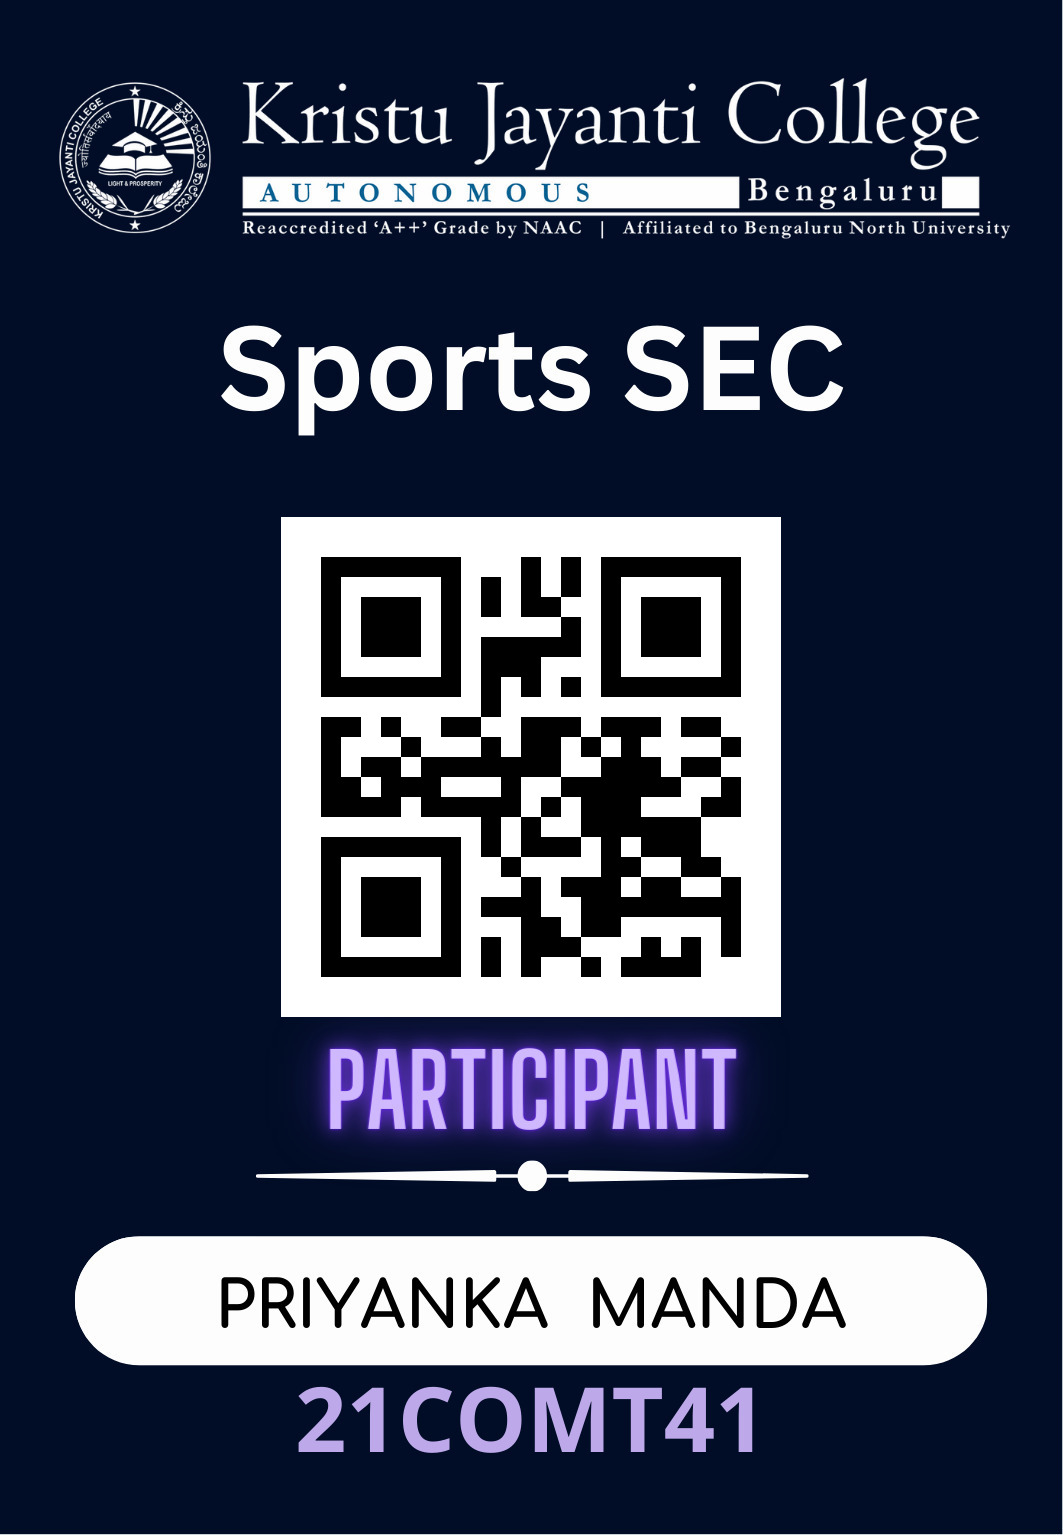 Kristu Jayanti College
AUTONOMOUS Bengaluru
Reaccredited ‘A++’ Grade by NAAC | Affiliated to Bengaluru North University
KRISTU JAYANTI COLLEGE
LIGHT & PROSPERITY
Sports SEC
PARTICIPANT
PRIYANKA MANDA
21COMT41